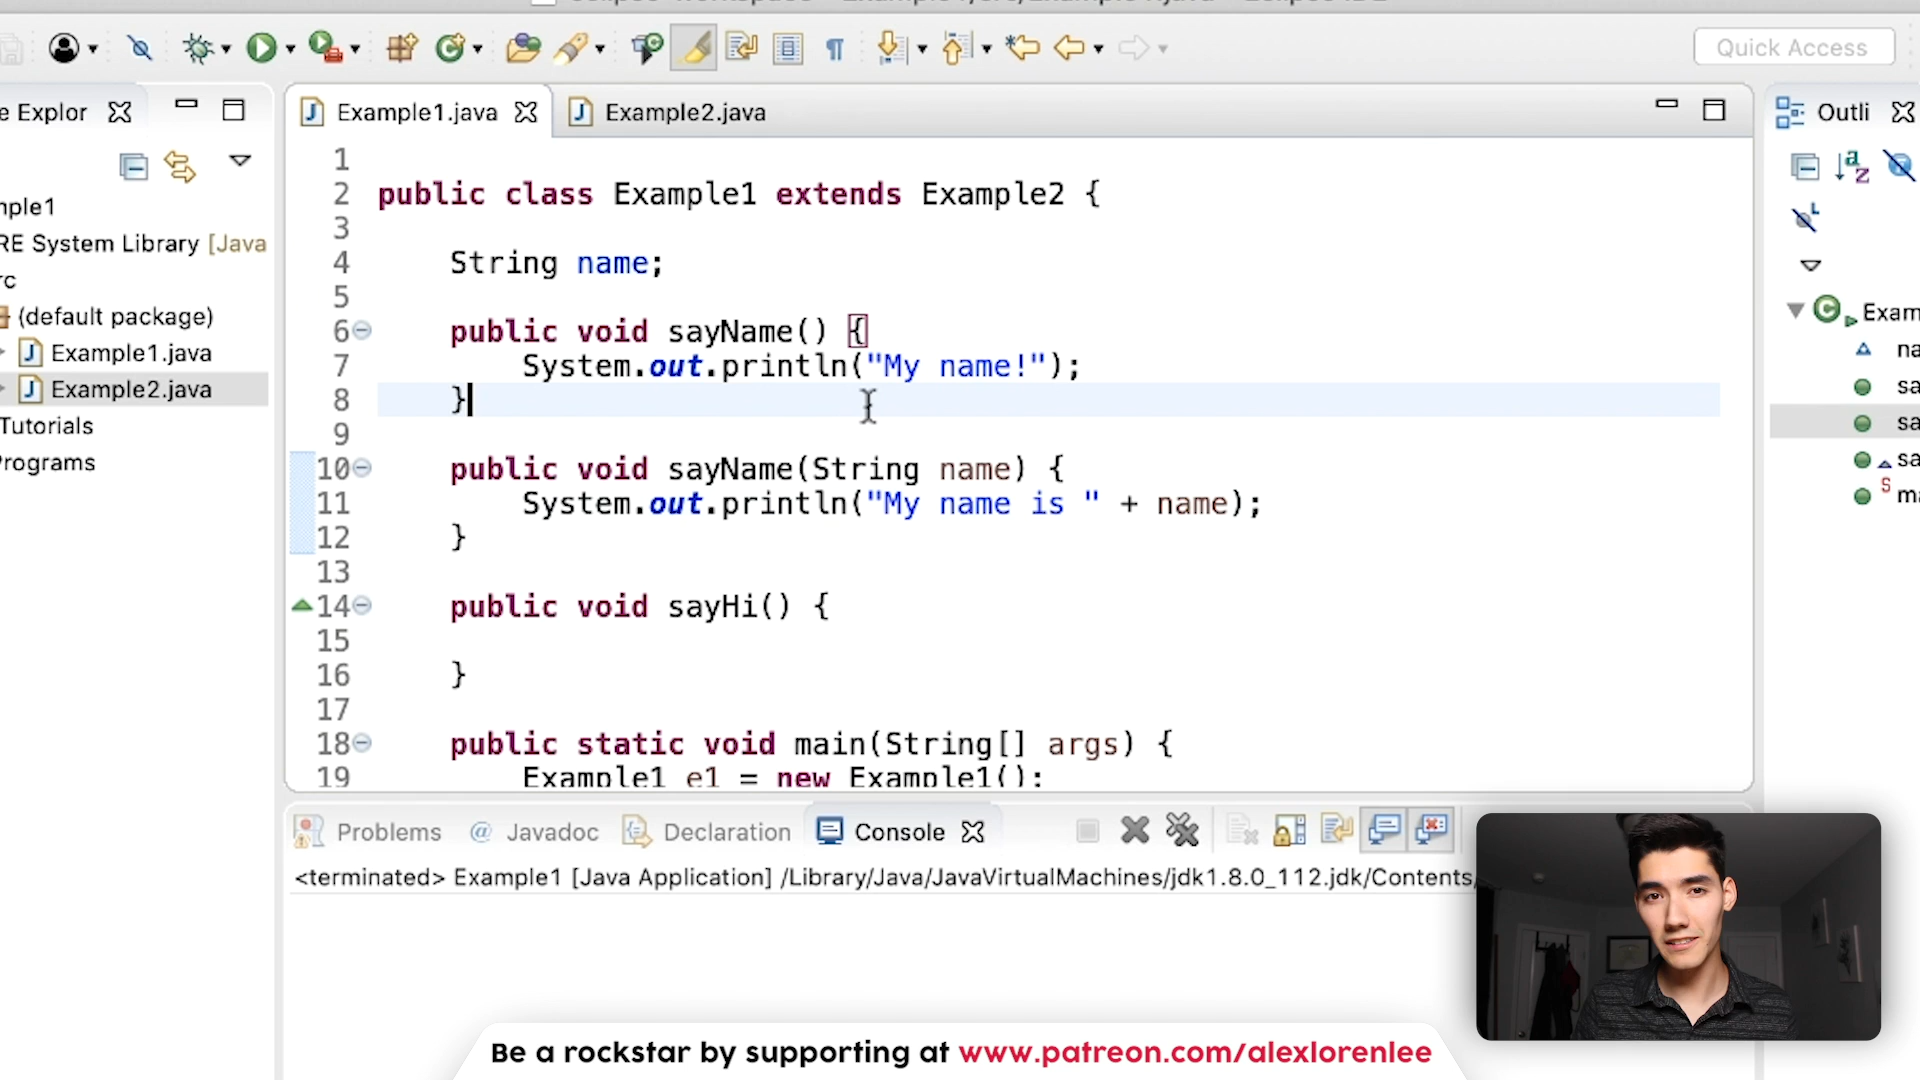 Quick Access
e Explor
Example1.java
Example2.java
Outli
mple1
RE System Library [Java
rc
(default package)
Example1.java
Example2.java
Tutorials
Programs
1
2 public class Example1 extends Example2 {
3
4 String name;
5
6 public void sayName() {
7 System.out.println("My name!");
8 }
9
10 public void sayName(String name) {
11 System.out.println("My name is " + name);
12 }
13
14 public void sayHi() {
15
16 }
17
18 public static void main(String[] args) {
19 Example1 e1 = new Example1();
Exam
na
sa
sa
sa
ma
Problems
@ Javadoc
Declaration
Console
<terminated> Example1 [Java Application] /Library/Java/JavaVirtualMachines/jdk1.8.0_112.jdk/Contents/
Be a rockstar by supporting at www.patreon.com/alexlorenlee